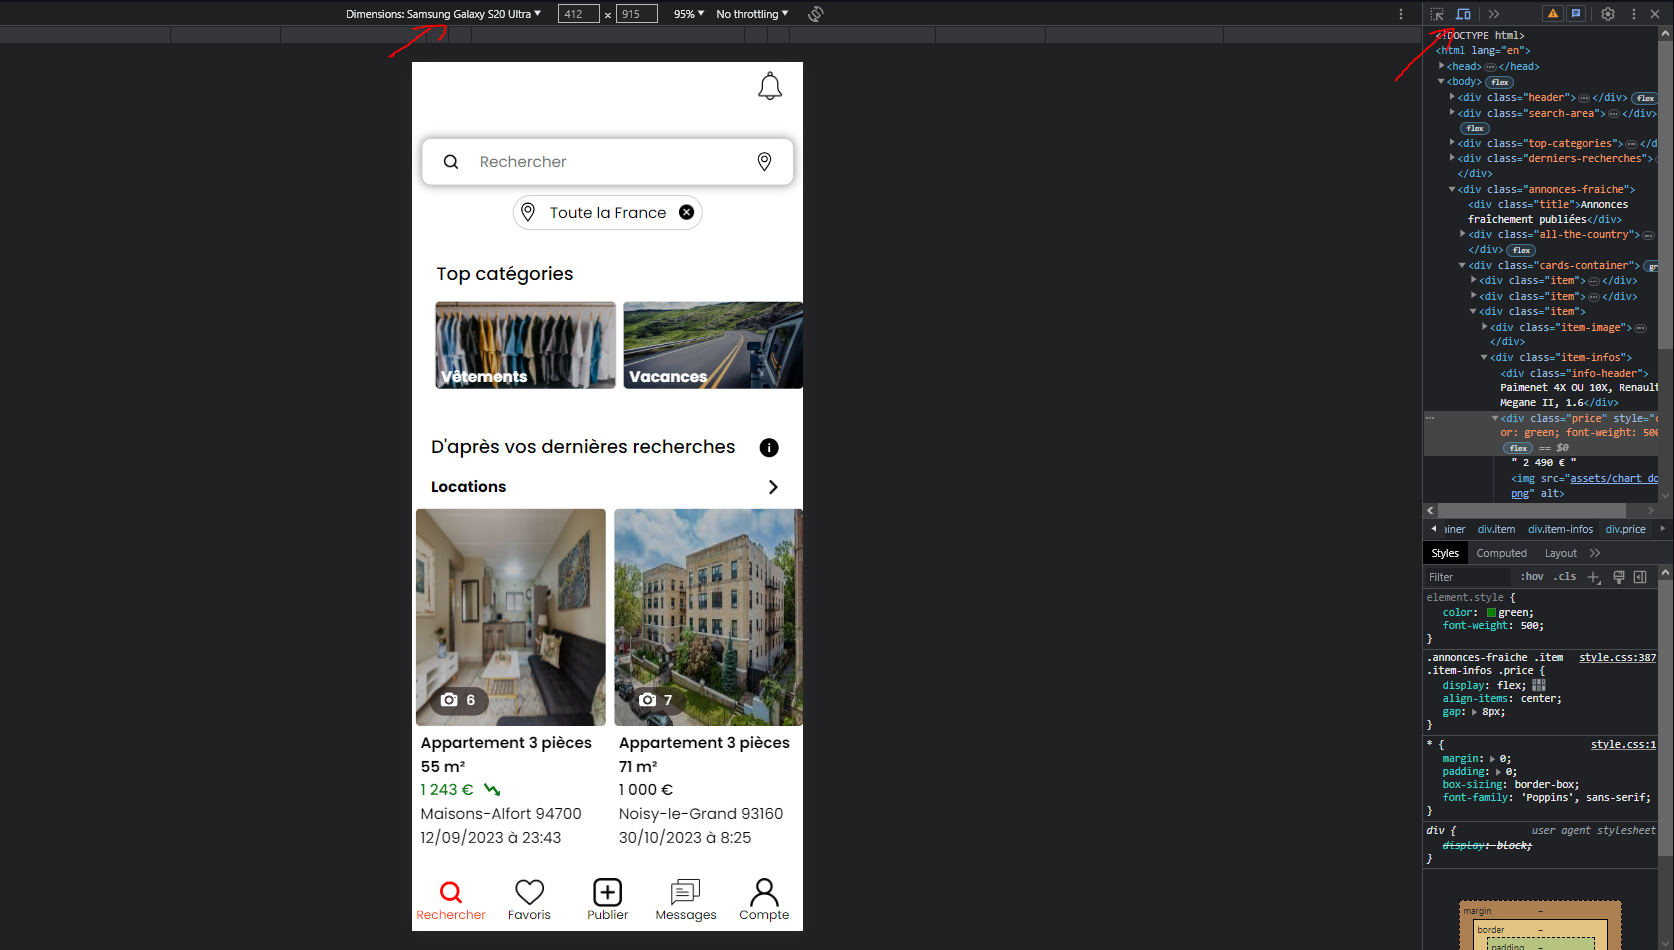 Dimensions: Samsung Galaxy S20 Ultra ▼ 412 x 915 95% ▼ No throttling ▼
Rechercher
Toute la France
Top catégories
Vêtements Vacances
D'après vos dernières recherches
Locations
6 7
Appartement 3 pièces Appartement 3 pièces
55 m² 71 m²
1 243 € 1 000 €
Maisons-Alfort 94700 Noisy-le-Grand 93160
12/09/2023 à 23:43 30/10/2023 à 8:25
Rechercher Favoris Publier Messages Compte
<!DOCTYPE html>
<html lang="en">
<head> ⋯ </head>
<body> flex
<div class="header"> ⋯ </div> flex
<div class="search-area"> ⋯ </div>
flex
<div class="top-categories"> ⋯ </d
<div class="derniers-recherches">
</div>
<div class="annonces-fraiche">
<div class="title">Annonces
fraîchement publiées</div>
<div class="all-the-country"> ⋯
</div> flex
<div class="cards-container"> gr
<div class="item"> ⋯ </div>
<div class="item"> ⋯ </div>
<div class="item">
<div class="item-image"> ⋯
</div>
<div class="item-infos">
<div class="info-header">
Paimenet 4X OU 10X, Renault
Megane II, 1.6</div>
⋯ <div class="price" style="c
or: green; font-weight: 500
flex == $0
" 2 490 € "
<img src="assets/chart do
png" alt>
ainer div.item div.item-infos div.price
Styles Computed Layout >>
Filter :hov .cls +
element.style {
color: green;
font-weight: 500;
}
.annonces-fraiche .item style.css:387
.item-infos .price {
display: flex;
align-items: center;
gap: ▶ 8px;
}
* { style.css:1
margin: ▶ 0;
padding: ▶ 0;
box-sizing: border-box;
font-family: 'Poppins', sans-serif;
}
div { user agent stylesheet
display: block;
}
margin –
border –
padding –